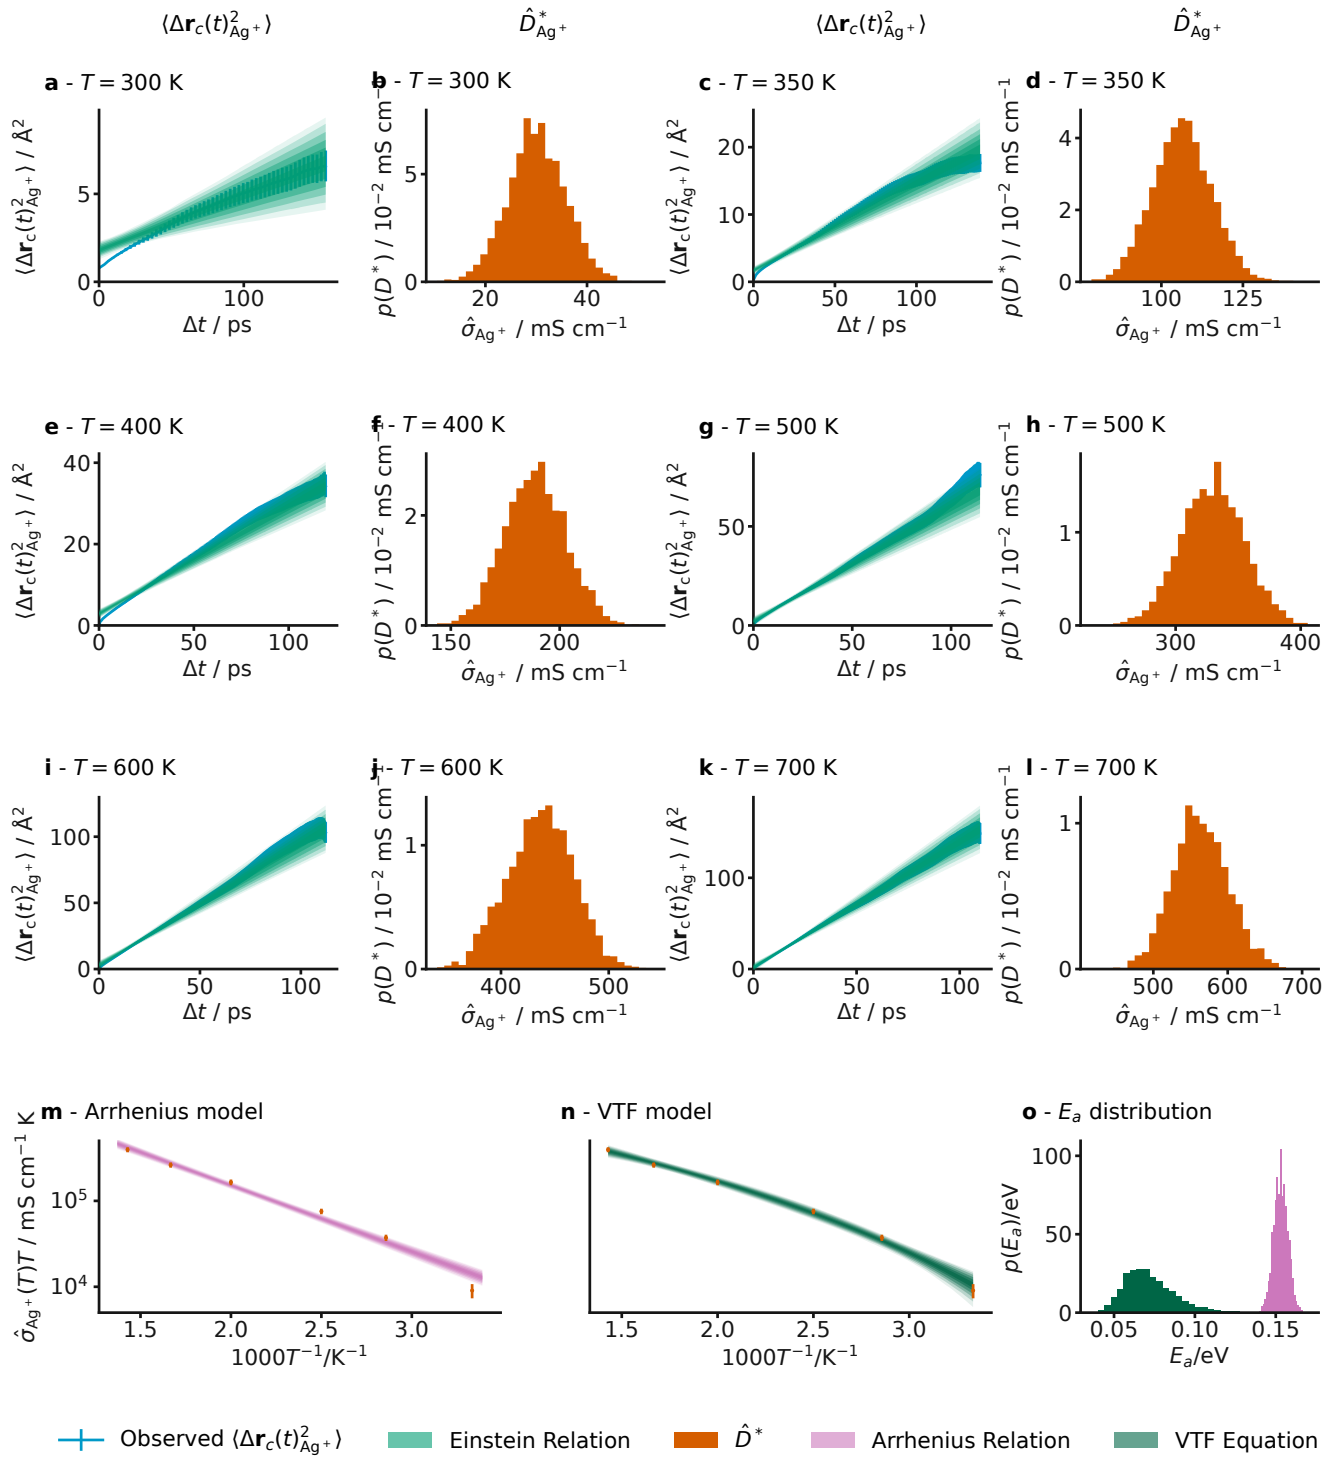 ⟨Δr_c(t)²_Ag⁺⟩ D̂*_Ag⁺ ⟨Δr_c(t)²_Ag⁺⟩ D̂*_Ag⁺
a - T = 300 K b - T = 300 K c - T = 350 K d - T = 350 K
⟨Δr_c(t)²_Ag⁺⟩ / Å²
0 5
0 100
Δt / ps
p(D*) / 10⁻² mS cm⁻¹
0 5
20 40
σ̂_Ag⁺ / mS cm⁻¹
⟨Δr_c(t)²_Ag⁺⟩ / Å²
0 10 20
0 100
Δt / ps
p(D*) / 10⁻² mS cm⁻¹
0 2 4
100 125
σ̂_Ag⁺ / mS cm⁻¹
e - T = 400 K f - T = 400 K g - T = 500 K h - T = 500 K
⟨Δr_c(t)²_Ag⁺⟩ / Å²
0 20 40
0 50 100
Δt / ps
p(D*) / 10⁻² mS cm⁻¹
0 2
150 200
σ̂_Ag⁺ / mS cm⁻¹
⟨Δr_c(t)²_Ag⁺⟩ / Å²
0 50
0 50 100
Δt / ps
p(D*) / 10⁻² mS cm⁻¹
0 1
300 400
σ̂_Ag⁺ / mS cm⁻¹
i - T = 600 K j - T = 600 K k - T = 700 K l - T = 700 K
⟨Δr_c(t)²_Ag⁺⟩ / Å²
0 50 100
0 50 100
Δt / ps
p(D*) / 10⁻² mS cm⁻¹
0 1
400 500
σ̂_Ag⁺ / mS cm⁻¹
⟨Δr_c(t)²_Ag⁺⟩ / Å²
0 100
0 50 100
Δt / ps
p(D*) / 10⁻² mS cm⁻¹
0 1
500 600 700
σ̂_Ag⁺ / mS cm⁻¹
m - Arrhenius model n - VTF model o - E_a distribution
σ̂_Ag⁺(T)T / mS cm⁻¹ K
10⁴ 10⁵
1.5 2.0 2.5 3.0
1000T⁻¹/K⁻¹
1.5 2.0 2.5 3.0
1000T⁻¹/K⁻¹
p(E_a)/eV
0 50 100
0.05 0.10 0.15
E_a/eV
Observed ⟨Δr_c(t)²_Ag⁺⟩ Einstein Relation D̂* Arrhenius Relation VTF Equation